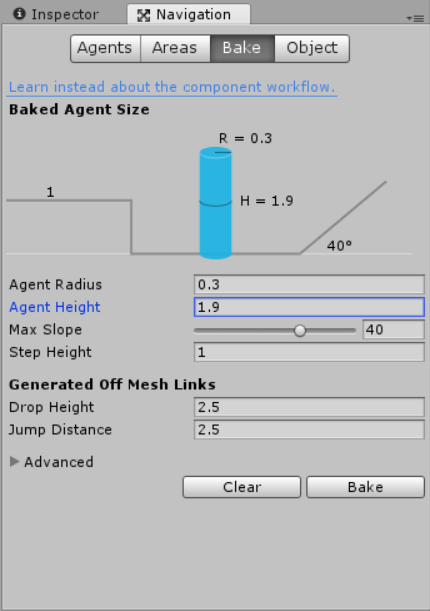 Inspector Navigation
Agents Areas Bake Object
Learn instead about the component workflow.
Baked Agent Size
R = 0.3
1
H = 1.9
40°
Agent Radius 0.3
Agent Height 1.9
Max Slope 40
Step Height 1
Generated Off Mesh Links
Drop Height 2.5
Jump Distance 2.5
Advanced
Clear Bake